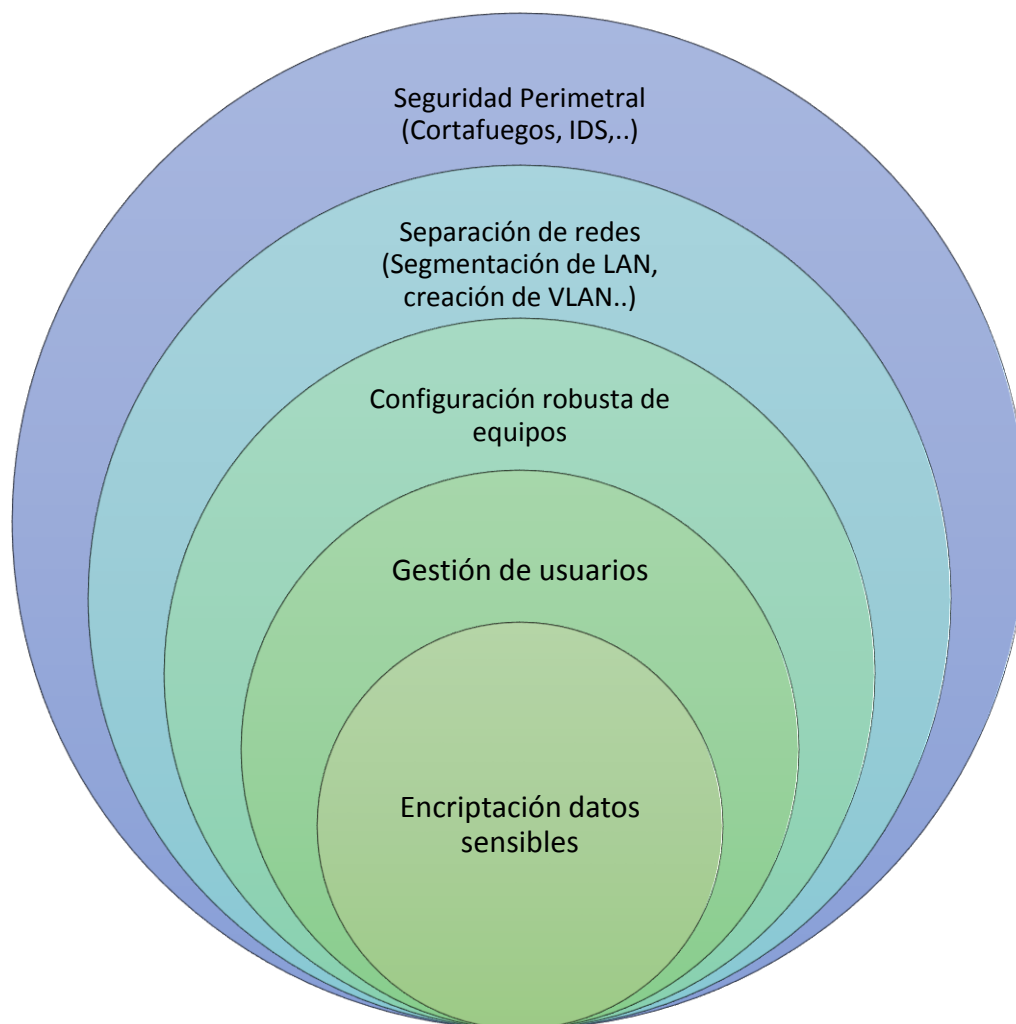 Seguridad Perimetral
(Cortafuegos, IDS,..)
Separación de redes
(Segmentación de LAN,
creación de VLAN..)
Configuración robusta de
equipos
Gestión de usuarios
Encriptación datos
sensibles